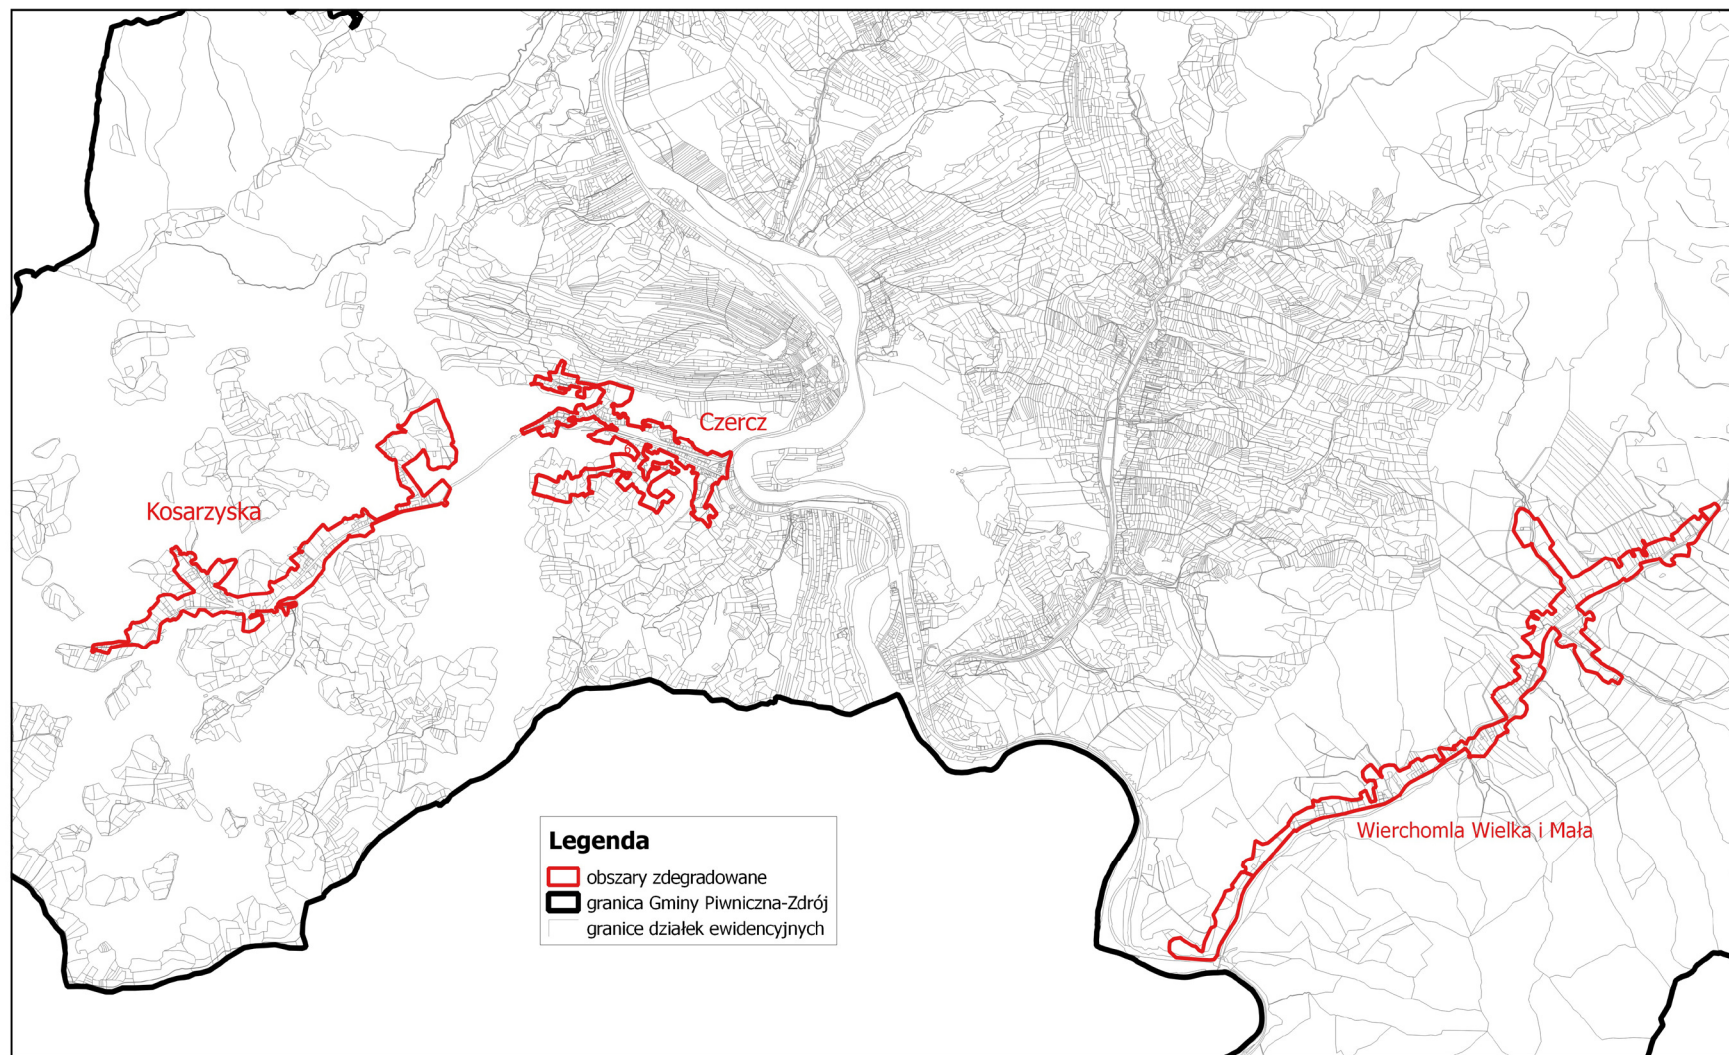 Czercz
Kosarzyska
Wierchomla Wielka i Mała
Legenda
obszary zdegradowane
granica Gminy Piwniczna-Zdrój
granice działek ewidencyjnych